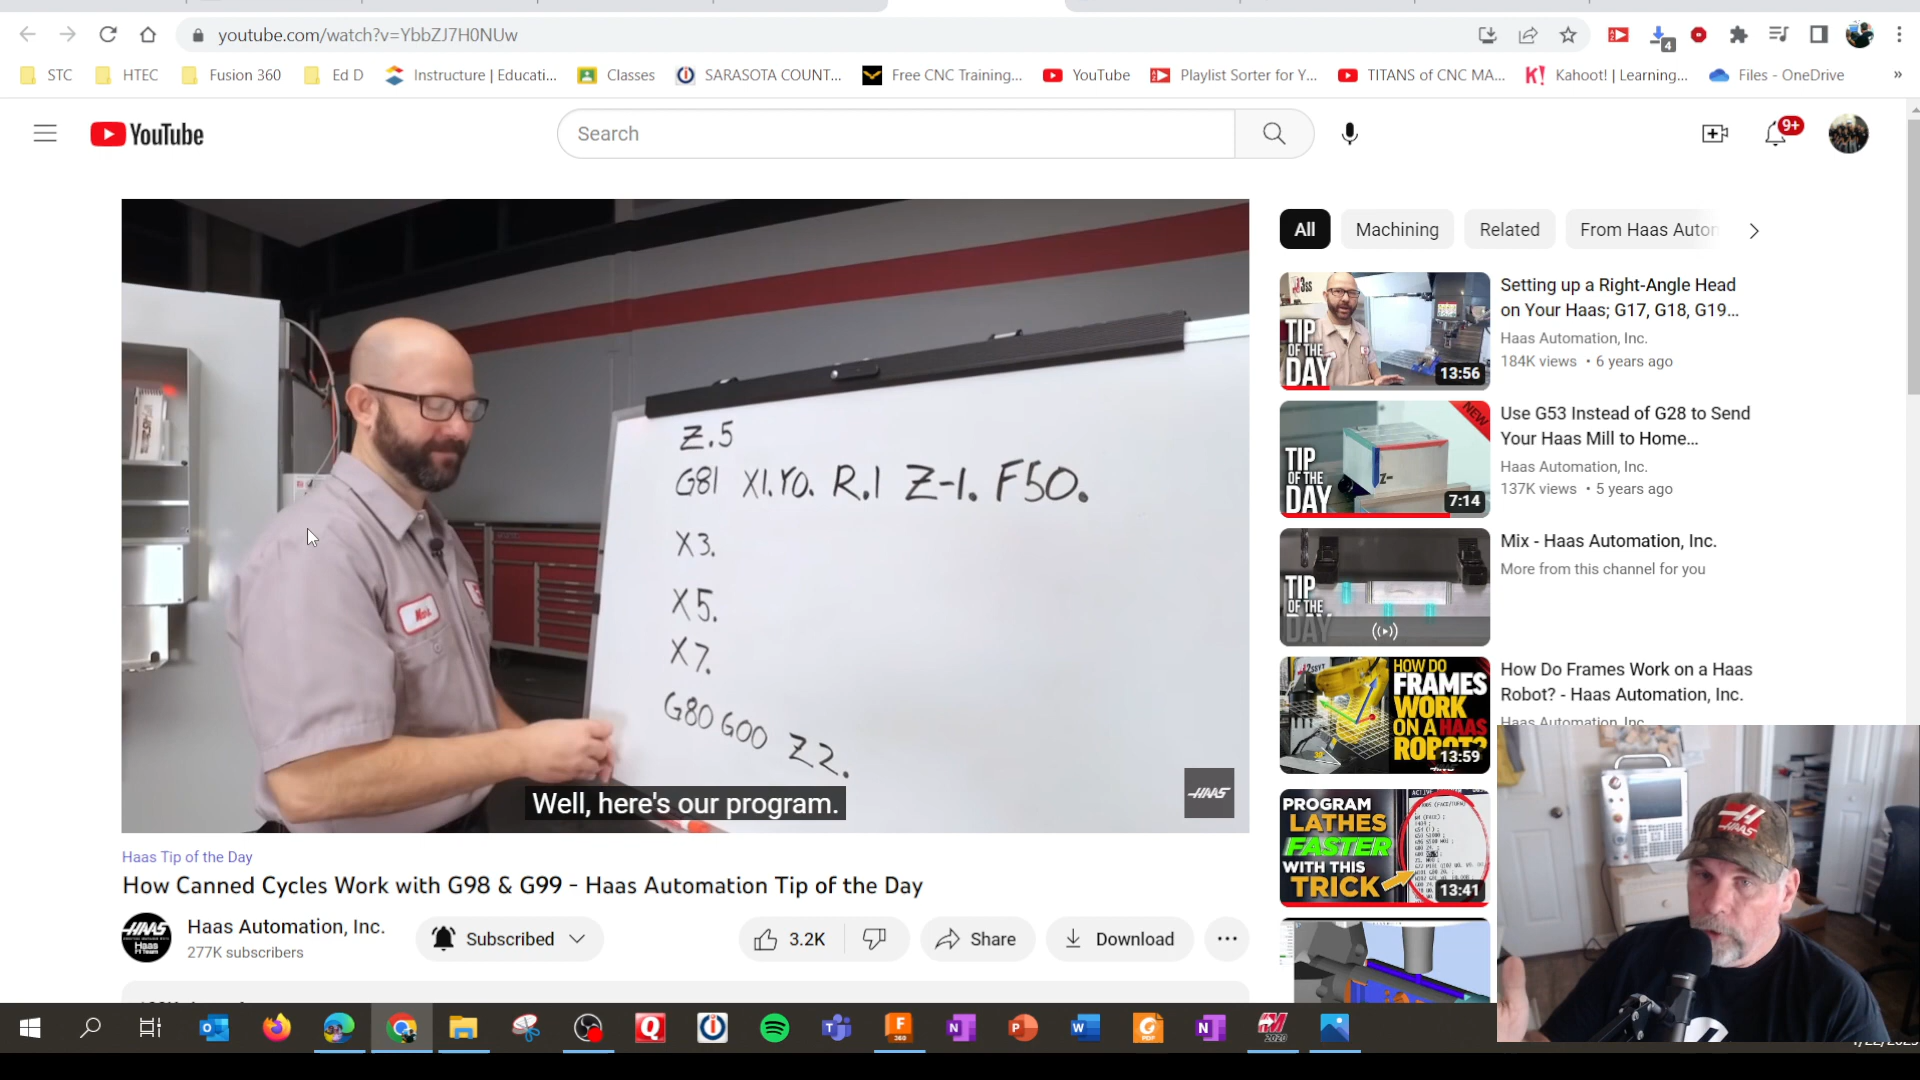 youtube.com/watch?v=YbbZJ7H0NUw
4
STC
HTEC
Fusion 360
Ed D
Instructure | Educati...
Classes
SARASOTA COUNT...
Free CNC Training...
YouTube
Playlist Sorter for Y...
TITANS of CNC MA...
Kahoot! | Learning...
Files - OneDrive
»
YouTube
Search
9+
All
Machining
Related
From Haas Autom
Z.5
G81 X1. Y0. R.1 Z-1. F50.
X3.
X5.
X7.
G80 G00 Z2.
Well, here's our program.
HAAS
TIP
OF THE
DAY
13:56
Setting up a Right-Angle Head
on Your Haas; G17, G18, G19...
Haas Automation, Inc.
184K views • 6 years ago
NEW
TIP
OF THE
DAY
Z-
7:14
Use G53 Instead of G28 to Send
Your Haas Mill to Home...
Haas Automation, Inc.
137K views • 5 years ago
TIP
OF THE
DAY
Mix - Haas Automation, Inc.
More from this channel for you
HOW DO
FRAMES
WORK
ON A HAAS
ROBOT?
13:59
How Do Frames Work on a Haas
Robot? - Haas Automation, Inc.
Haas Automation, Inc.
PROGRAM
LATHES
FASTER
WITH THIS
TRICK
13:41
Haas Tip of the Day
How Canned Cycles Work with G98 & G99 - Haas Automation Tip of the Day
HAAS
Haas Automation, Inc.
277K subscribers
Subscribed
3.2K
Share
Download
HAAS